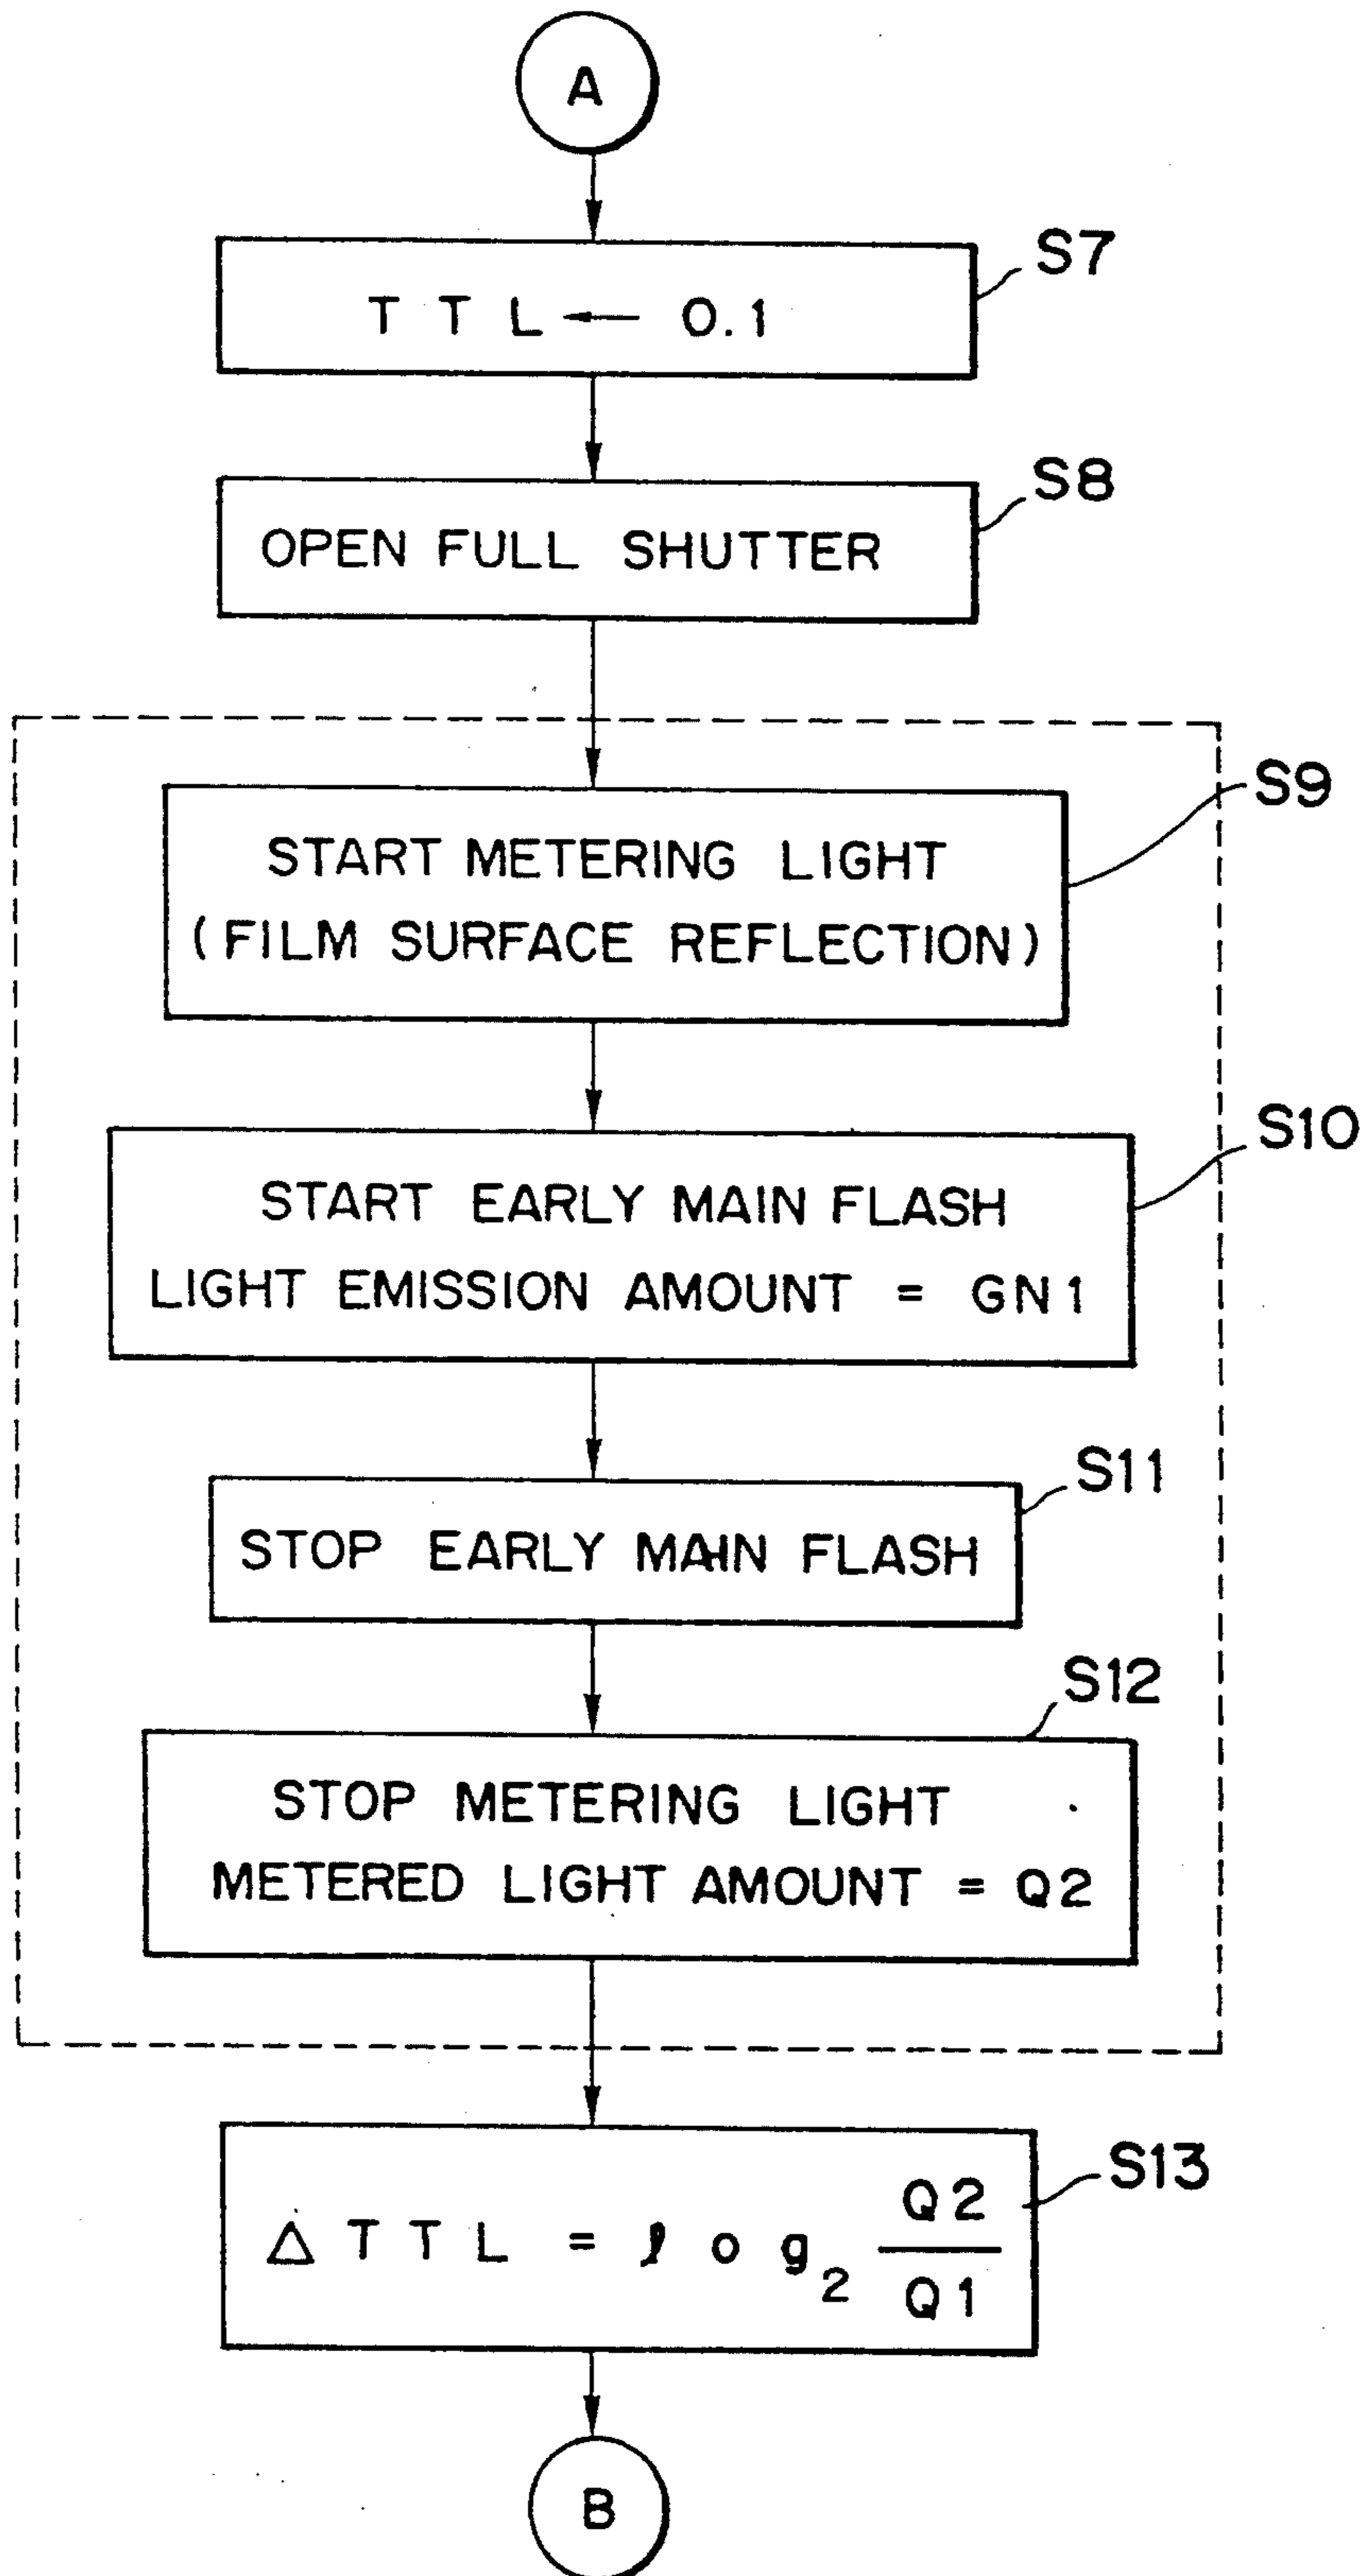 A
S7
T T L ← 0.1
S8
OPEN FULL SHUTTER
S9
START METERING LIGHT
(FILM SURFACE REFLECTION)
S10
START EARLY MAIN FLASH
LIGHT EMISSION AMOUNT = GN1
S11
STOP EARLY MAIN FLASH
S12
STOP METERING LIGHT
METERED LIGHT AMOUNT = Q2
S13
△ T T L = log₂ Q2/Q1
B